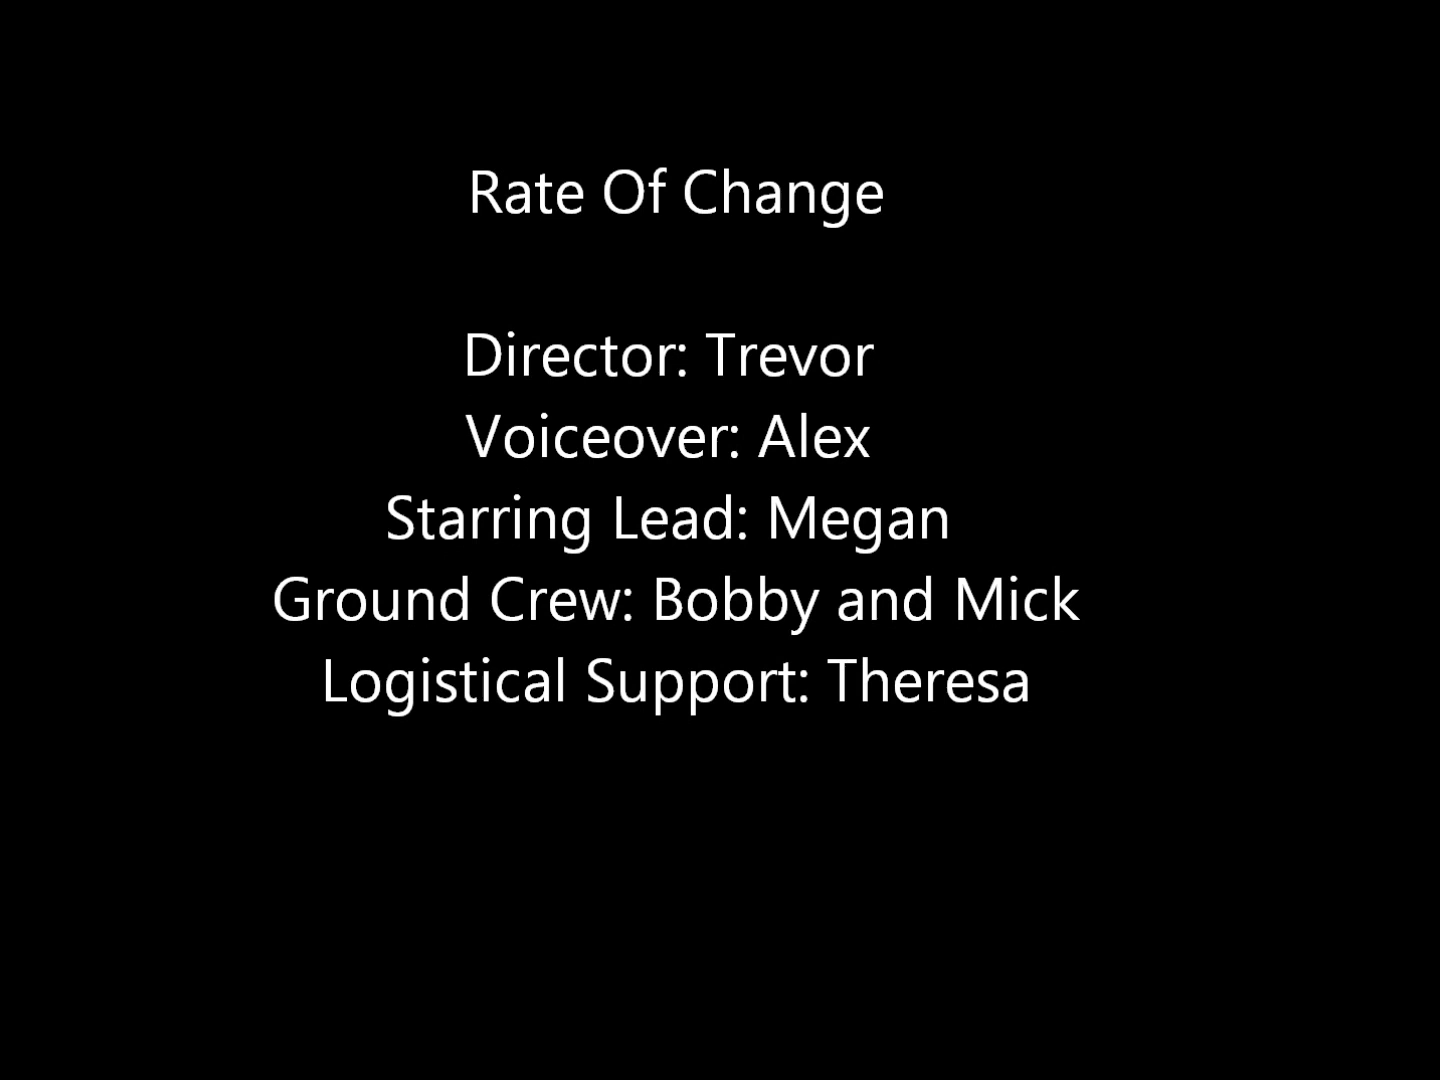 Rate Of Change
Director: Trevor
Voiceover: Alex
Starring Lead: Megan
Ground Crew: Bobby and Mick
Logistical Support: Theresa